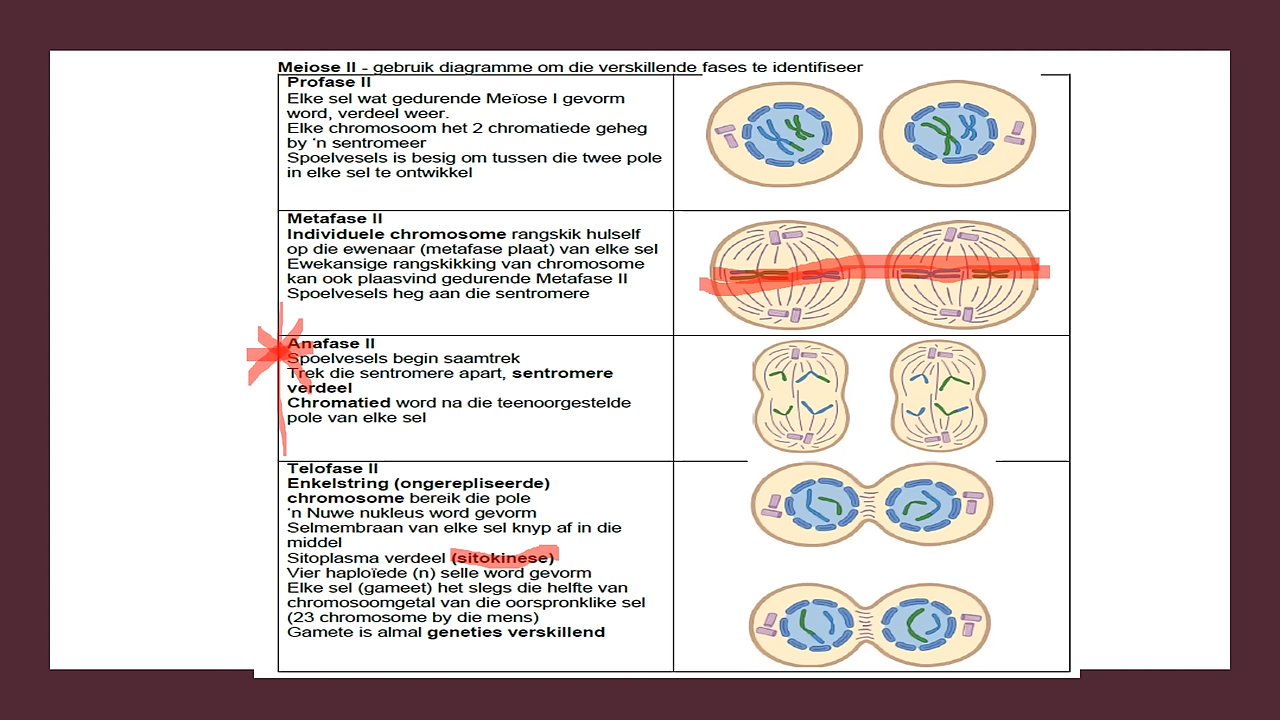 Meiose II - gebruik diagramme om die verskillende fases te identifiseer
Profase II
Elke sel wat gedurende Meïose I gevorm
word, verdeel weer.
Elke chromosoom het 2 chromatiede geheg
by 'n sentromeer
Spoelvesels is besig om tussen die twee pole
in elke sel te ontwikkel
Metafase II
Individuele chromosome rangskik hulself
op die ewenaar (metafase plaat) van elke sel
Ewekansige rangskikking van chromosome
kan ook plaasvind gedurende Metafase II
Spoelvesels heg aan die sentromere
Anafase II
Spoelvesels begin saamtrek
Trek die sentromere apart, sentromere
verdeel
Chromatied word na die teenoorgestelde
pole van elke sel
Telofase II
Enkelstring (ongerepliseerde)
chromosome bereik die pole
'n Nuwe nukleus word gevorm
Selmembraan van elke sel knyp af in die
middel
Sitoplasma verdeel (sitokinese)
Vier haploïede (n) selle word gevorm
Elke sel (gameet) het slegs die helfte van
chromosoomgetal van die oorspronklike sel
(23 chromosome by die mens)
Gamete is almal geneties verskillend